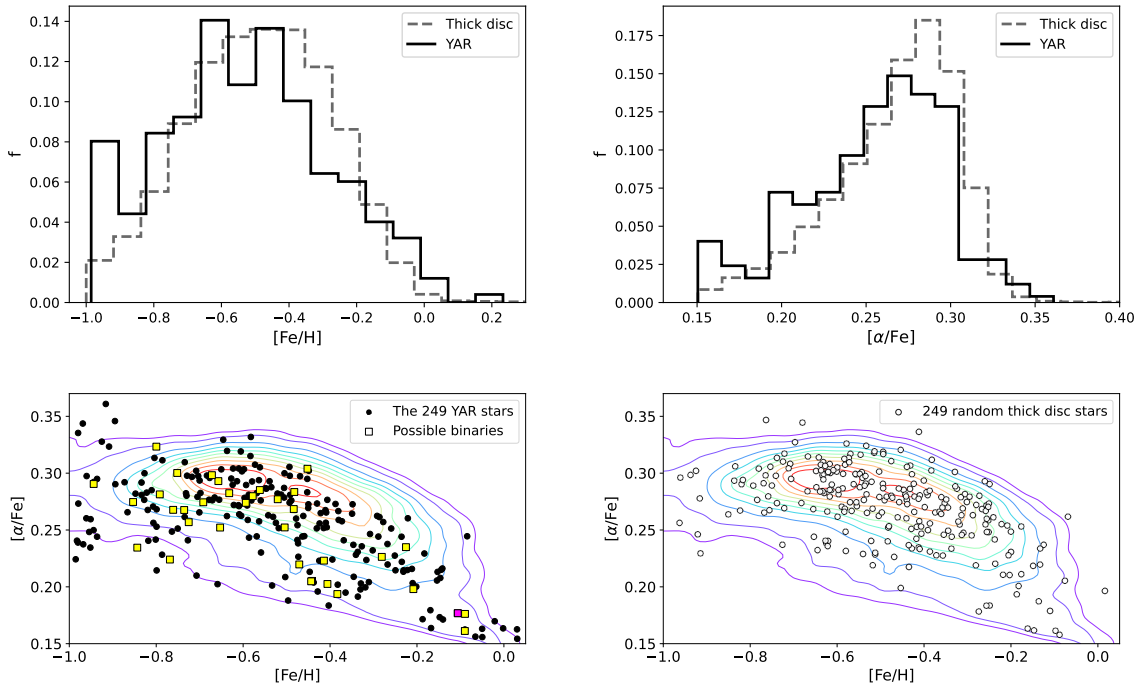 0.14
0.12
0.10
0.08
0.06
0.04
0.02
0.00
f
−1.0 −0.8 −0.6 −0.4 −0.2 0.0 0.2
[Fe/H]
Thick disc
YAR
0.175
0.150
0.125
0.100
0.075
0.050
0.025
0.000
f
0.15 0.20 0.25 0.30 0.35 0.40
[α/Fe]
Thick disc
YAR
0.35
0.30
0.25
0.20
0.15
[α/Fe]
−1.0 −0.8 −0.6 −0.4 −0.2 0.0
[Fe/H]
The 249 YAR stars
Possible binaries
0.35
0.30
0.25
0.20
0.15
[α/Fe]
−1.0 −0.8 −0.6 −0.4 −0.2 0.0
[Fe/H]
249 random thick disc stars